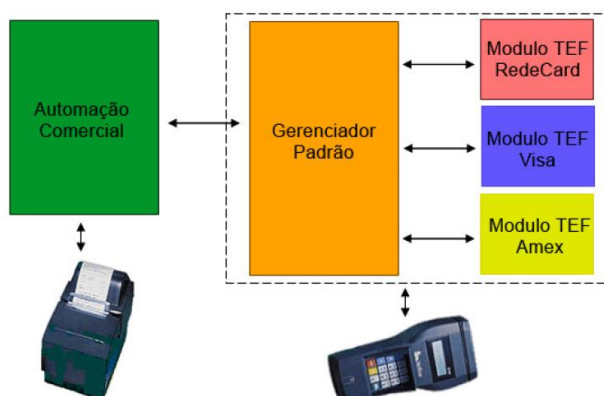 Automação
Comercial
Gerenciador
Padrão
Modulo TEF
RedeCard
Modulo TEF
Visa
Modulo TEF
Amex